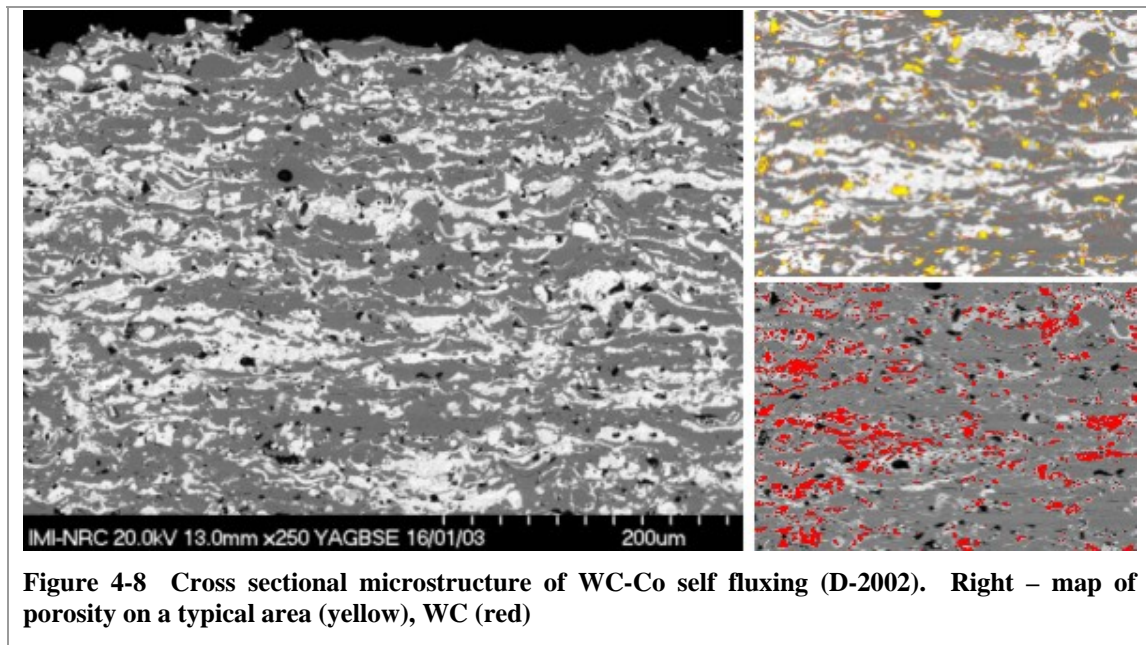 IMI-NRC 20.0kV 13.0mm x250 YAGBSE 16/01/03 200um
Figure 4-8 Cross sectional microstructure of WC-Co self fluxing (D-2002). Right – map of
porosity on a typical area (yellow), WC (red)